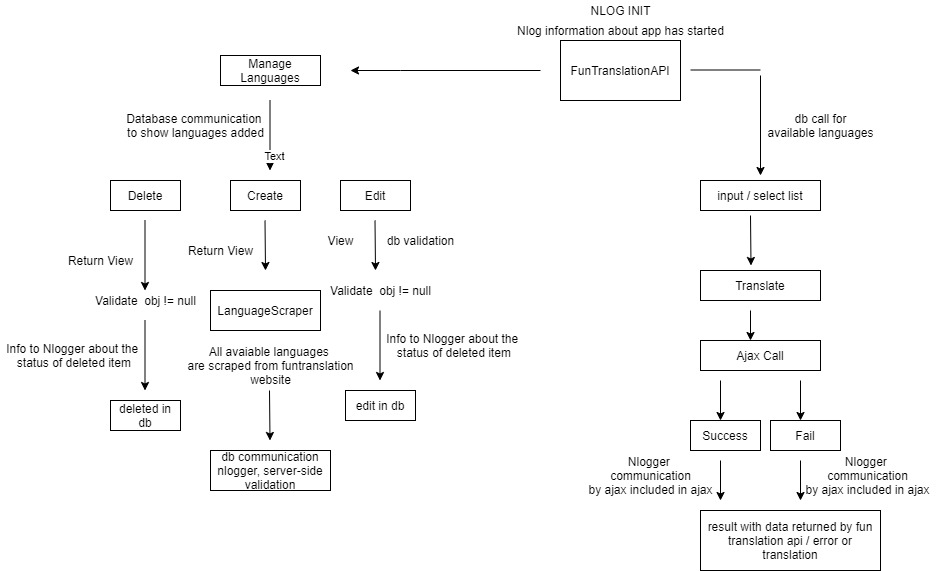 NLOG INIT
Nlog information about app has started
FunTranslationAPI
Manage
Languages
Database communication
to show languages added
Text
db call for
available languages
Delete
Create
Edit
input / select list
Return View
Return View
View
db validation
Validate obj != null
Validate obj != null
LanguageScraper
Translate
Info to Nlogger about the
status of deleted item
All avaiable languages
are scraped from funtranslation
website
Info to Nlogger about the
status of deleted item
Ajax Call
deleted in
db
edit in db
db communication
nlogger, server-side
validation
Success
Fail
Nlogger
communication
by ajax included in ajax
Nlogger
communication
by ajax included in ajax
result with data returned by fun
translation api / error or
translation